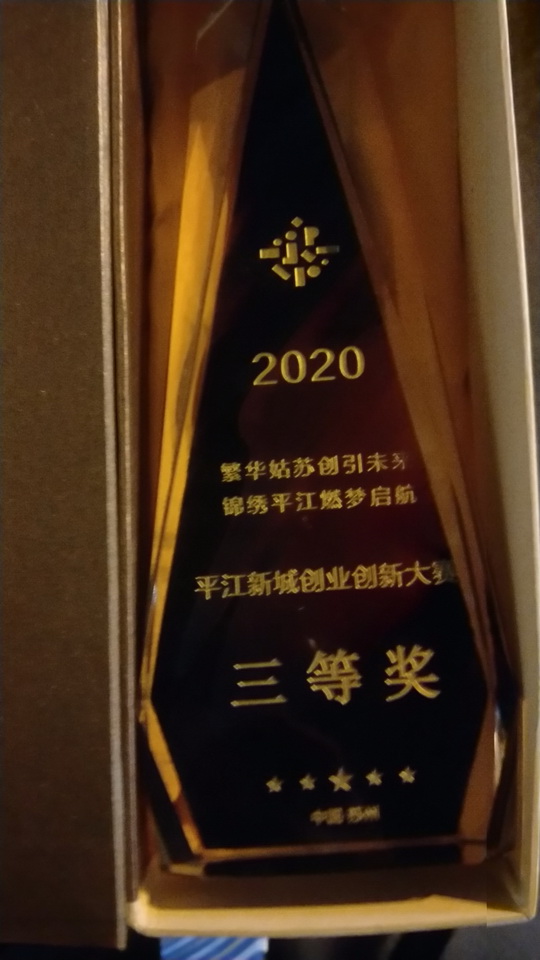 2020
繁华姑苏创引未来
锦绣平江燃梦启航
平江新城创业创新大赛
三等奖
中国 苏州